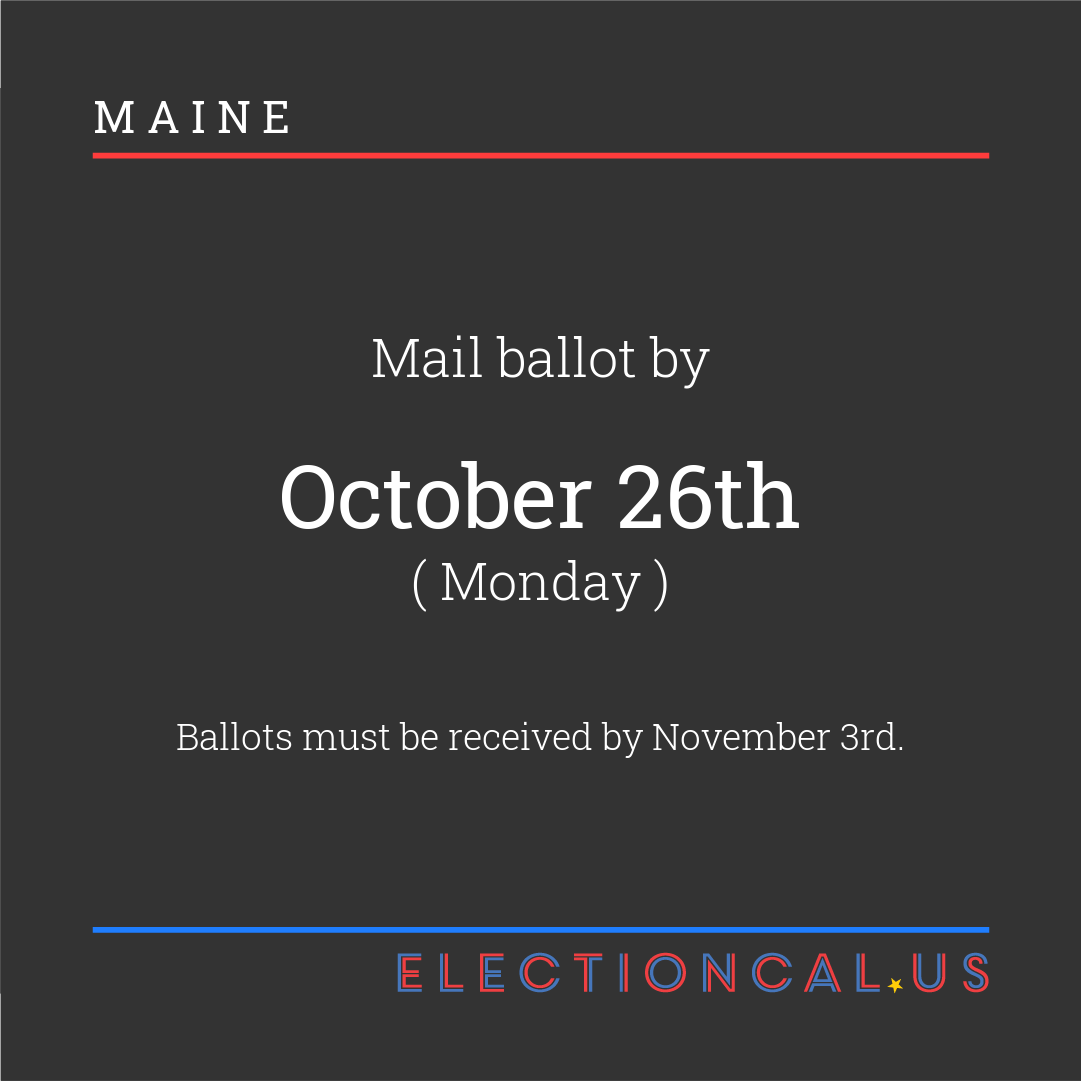 MAINE
Mail ballot by
October 26th
( Monday )
Ballots must be received by November 3rd.
ELECTIONCAL.US